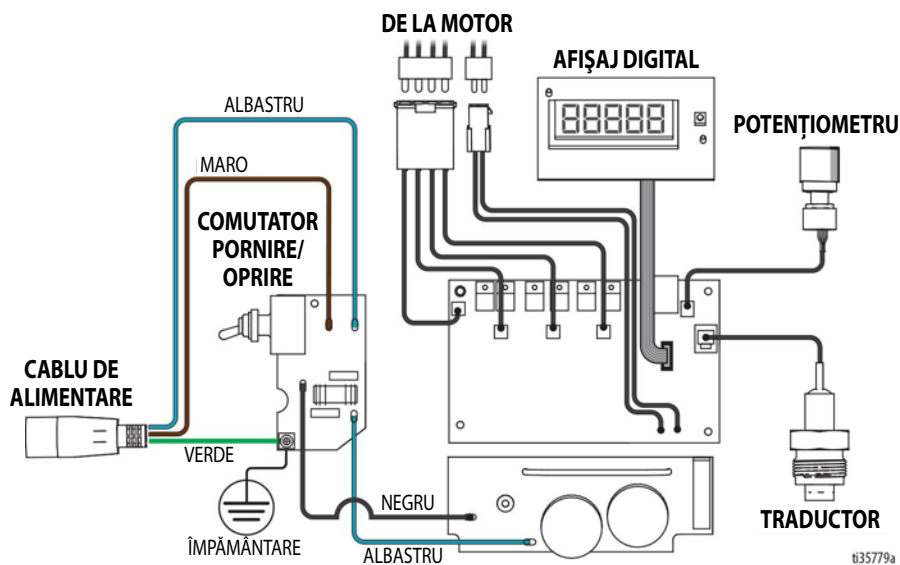 DE LA MOTOR
AFIŞAJ DIGITAL
ALBASTRU
POTENȚIOMETRU
MARO
COMUTATOR
PORNIRE/
OPRIRE
CABLU DE
ALIMENTARE
VERDE
NEGRU
ÎMPĂMÂNTARE
ALBASTRU
TRADUCTOR
ti35779a